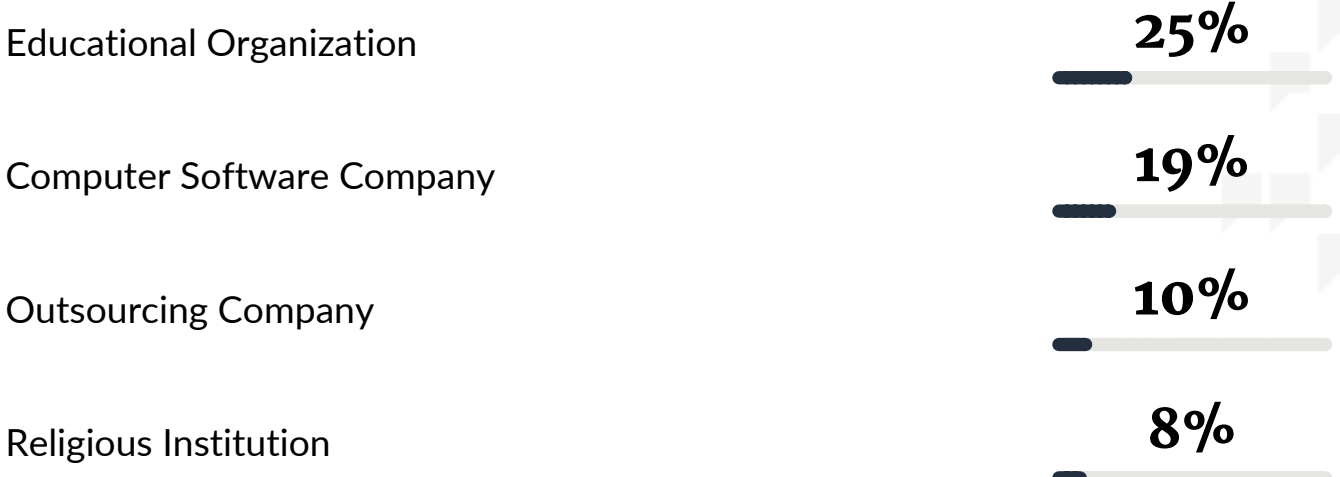 Educational Organization
25%
Computer Software Company
19%
Outsourcing Company
10%
Religious Institution
8%